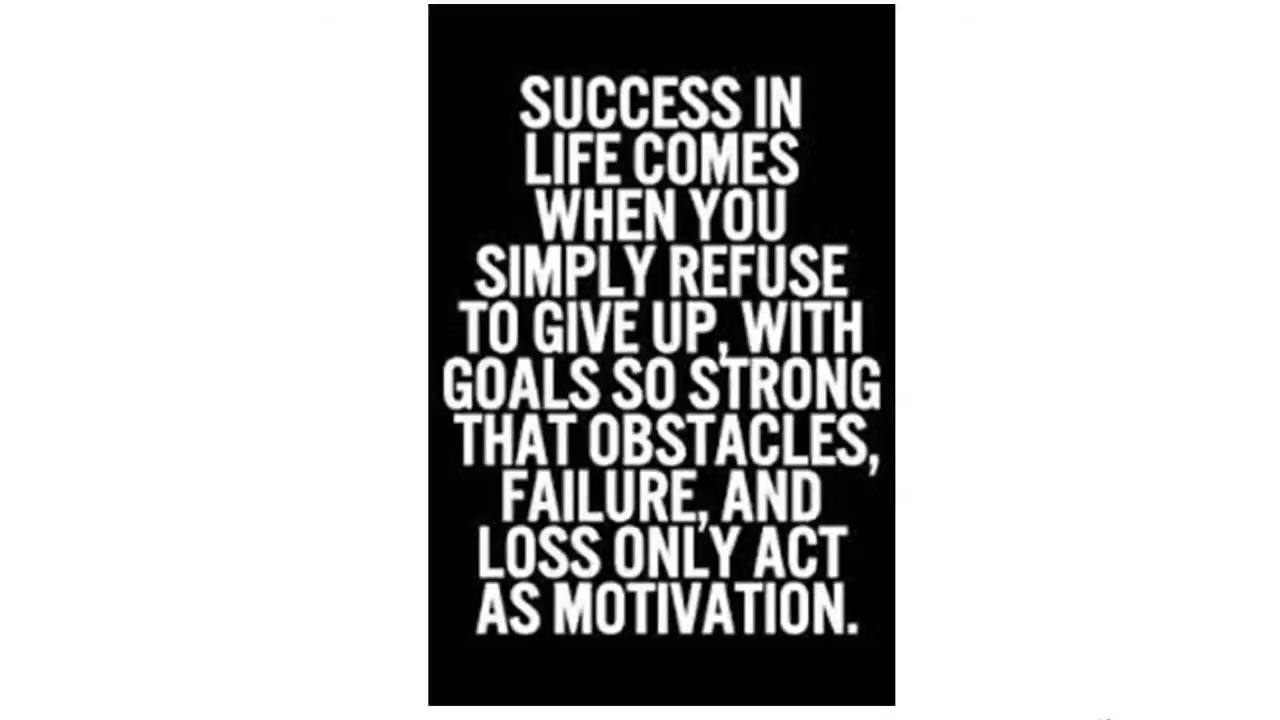 SUCCESS IN
LIFE COMES
WHEN YOU
SIMPLY REFUSE
TO GIVE UP, WITH
GOALS SO STRONG
THAT OBSTACLES,
FAILURE, AND
LOSS ONLY ACT
AS MOTIVATION.